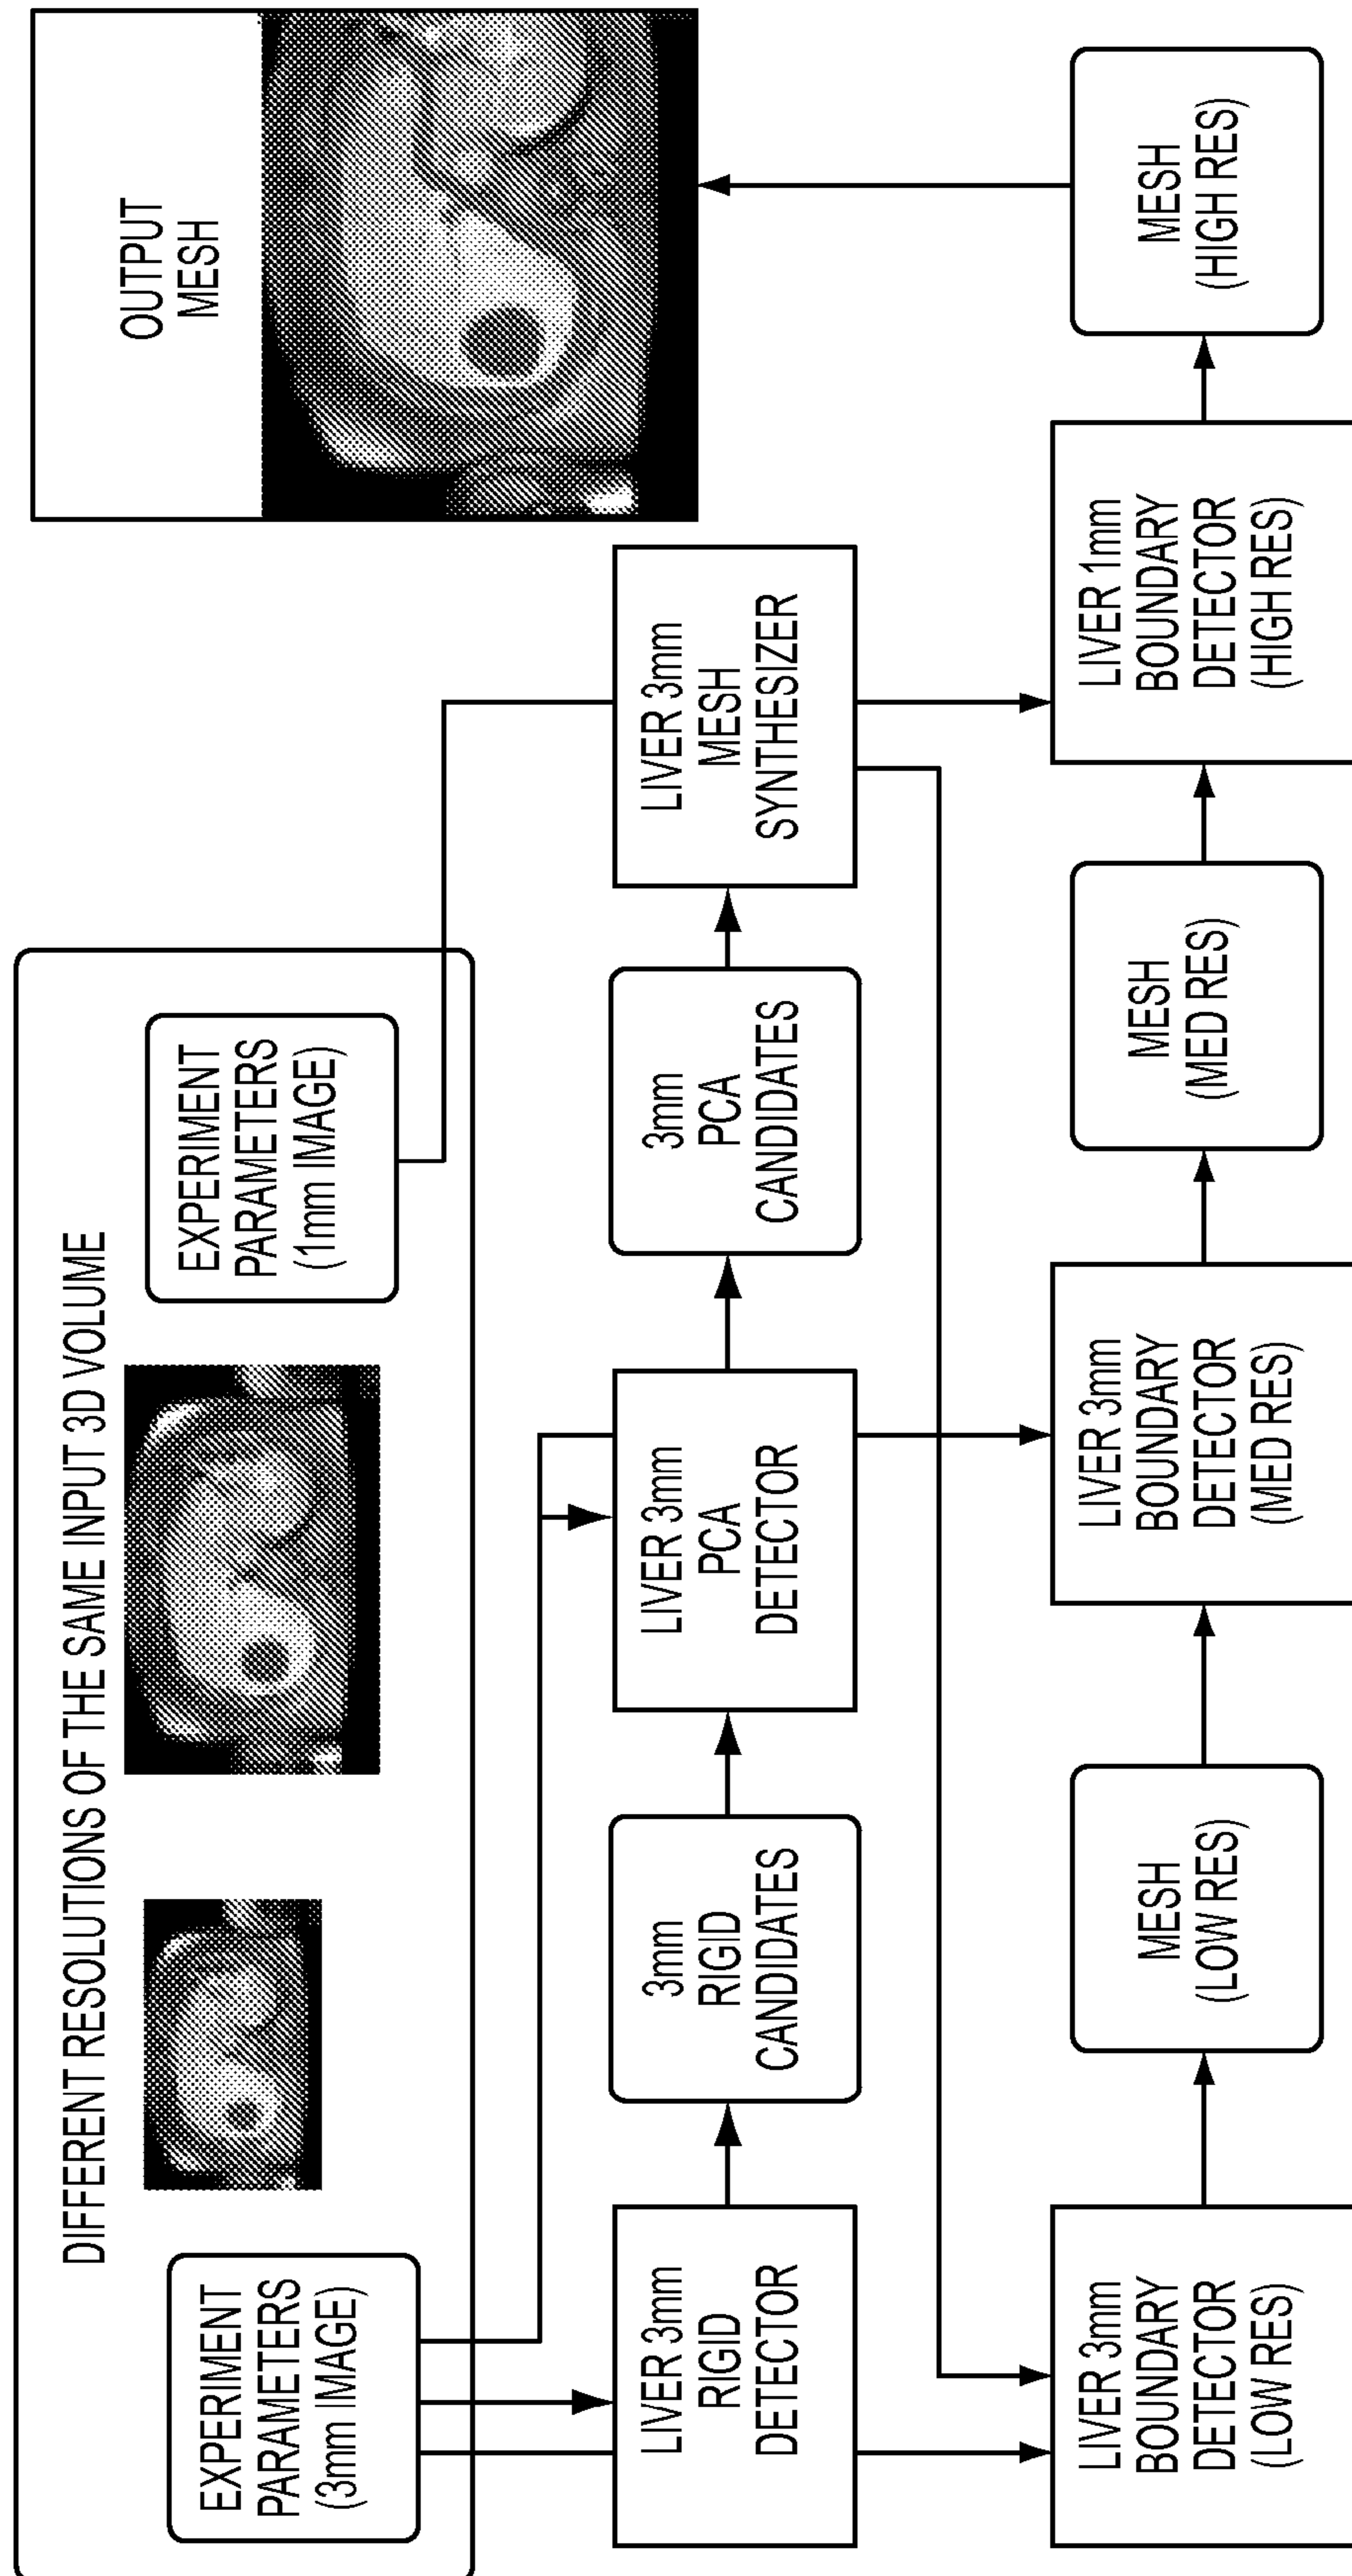 DIFFERENT RESOLUTIONS OF THE SAME INPUT 3D VOLUME
EXPERIMENT
PARAMETERS
(3mm IMAGE)
EXPERIMENT
PARAMETERS
(1mm IMAGE)
OUTPUT
MESH
LIVER 3mm
RIGID
DETECTOR
3mm
RIGID
CANDIDATES
LIVER 3mm
PCA
DETECTOR
3mm
PCA
CANDIDATES
LIVER 3mm
MESH
SYNTHESIZER
LIVER 3mm
BOUNDARY
DETECTOR
(LOW RES)
MESH
(LOW RES)
LIVER 3mm
BOUNDARY
DETECTOR
(MED RES)
MESH
(MED RES)
LIVER 1mm
BOUNDARY
DETECTOR
(HIGH RES)
MESH
(HIGH RES)